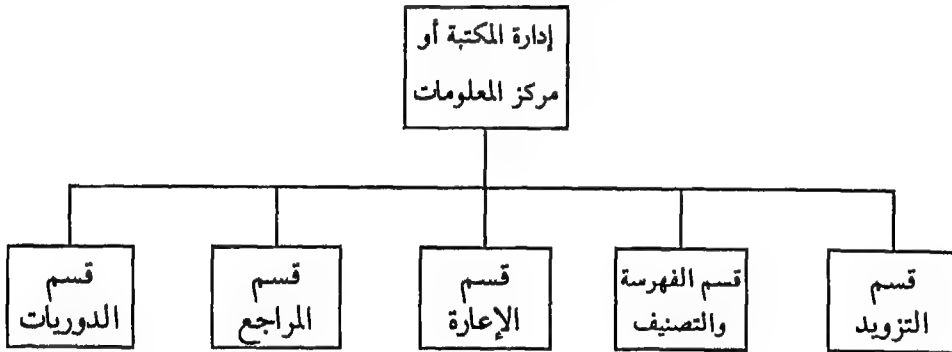 إدارة المكتبة أو
مركز المعلومات
قسم
التزويد
قسم الفهرسة
والتصنيف
قسم
الإعارة
قسم
المراجع
قسم
الدوريات